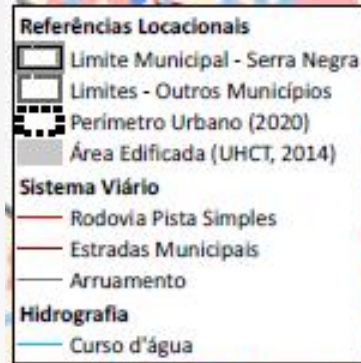 Referências Locacionais
Limite Municipal - Serra Negra
Limites - Outros Municípios
Perímetro Urbano (2020)
Área Edificada (UHCT, 2014)
Sistema Viário
Rodovia Pista Simples
Estradas Municipais
Arruamento
Hidrografia
Curso d'água